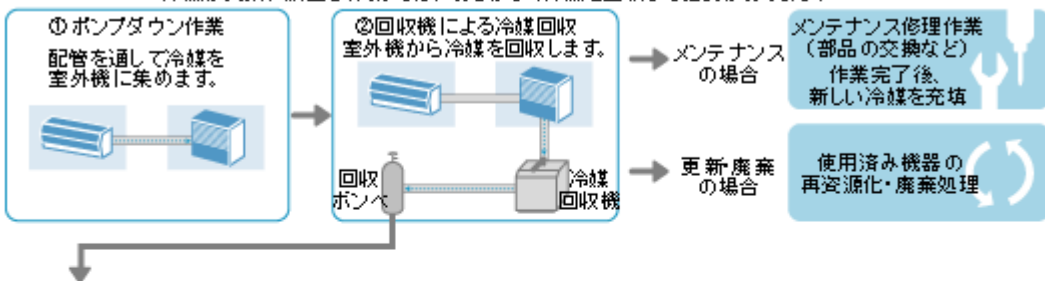 ①ポンプダウン作業
配管を通して冷媒を
室外機に集めます。
②回収機による冷媒回収
室外機から冷媒を回収します。
回収
ボンベ
冷媒
回収機
メンテナンス
の場合
メンテナンス修理作業
(部品の交換など)
作業完了後、
新しい冷媒を充填
更新・廃棄
の場合
使用済み機器の
再資源化・廃棄処理